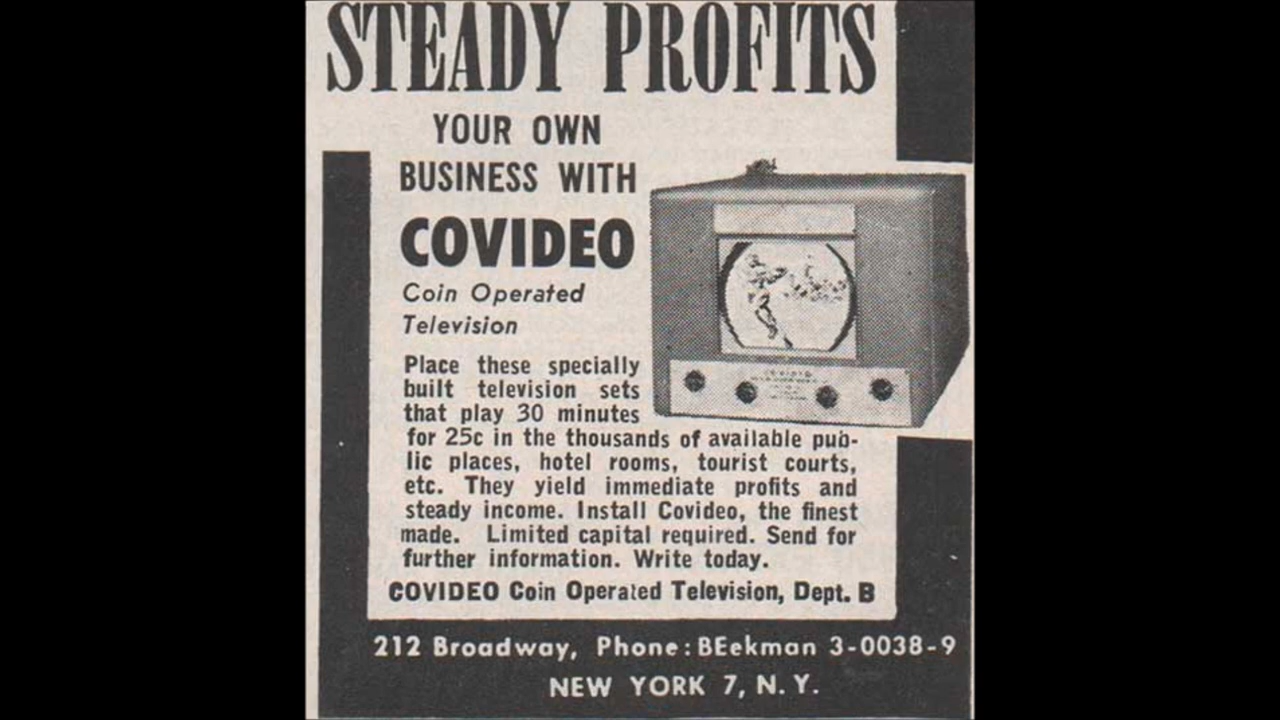 STEADY PROFITS
YOUR OWN
BUSINESS WITH
COVIDEO
Coin Operated
Television
Place these specially
built television sets
that play 30 minutes
for 25c in the thousands of available pub-
lic places, hotel rooms, tourist courts,
etc. They yield immediate profits and
steady income. Install Covideo, the finest
made. Limited capital required. Send for
further information. Write today.
COVIDEO Coin Operated Television, Dept. B
212 Broadway, Phone: BEekman 3-0038-9
NEW YORK 7, N. Y.